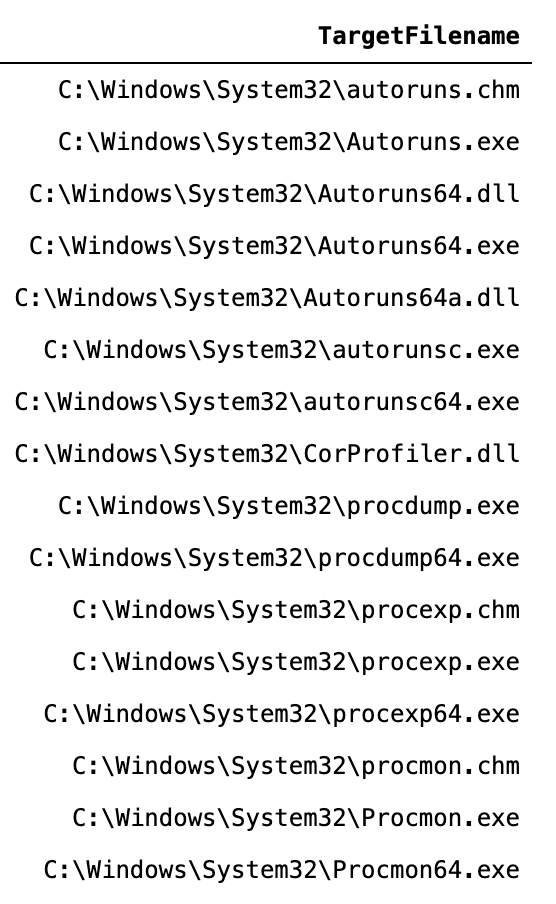 TargetFilename
C:\Windows\System32\autoruns.chm
C:\Windows\System32\Autoruns.exe
C:\Windows\System32\Autoruns64.dll
C:\Windows\System32\Autoruns64.exe
C:\Windows\System32\Autoruns64a.dll
C:\Windows\System32\autorunsc.exe
C:\Windows\System32\autorunsc64.exe
C:\Windows\System32\CorProfiler.dll
C:\Windows\System32\procdump.exe
C:\Windows\System32\procdump64.exe
C:\Windows\System32\procexp.chm
C:\Windows\System32\procexp.exe
C:\Windows\System32\procexp64.exe
C:\Windows\System32\procmon.chm
C:\Windows\System32\Procmon.exe
C:\Windows\System32\Procmon64.exe